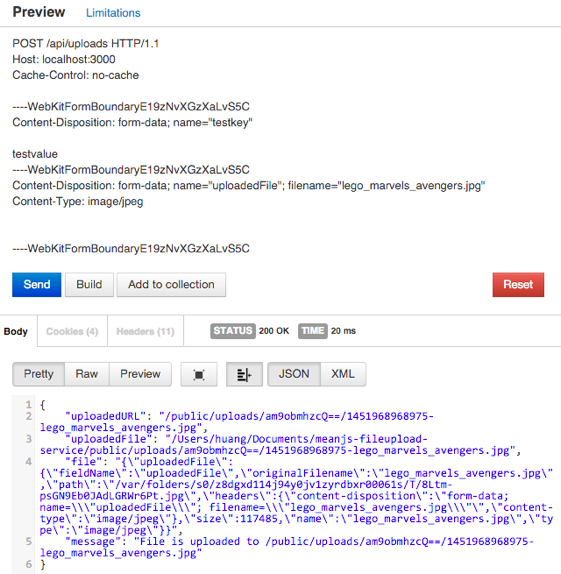 Preview Limitations
POST /api/uploads HTTP/1.1
Host: localhost:3000
Cache-Control: no-cache
----WebKitFormBoundaryE19zNvXGzXaLvS5C
Content-Disposition: form-data; name="testkey"
testvalue
----WebKitFormBoundaryE19zNvXGzXaLvS5C
Content-Disposition: form-data; name="uploadedFile"; filename="lego_marvels_avengers.jpg"
Content-Type: image/jpeg
----WebKitFormBoundaryE19zNvXGzXaLvS5C
Send Build Add to collection Reset
Body Cookies (4) Headers (11) STATUS 200 OK TIME 20 ms
Pretty Raw Preview JSON XML
1 {
2 "uploadedURL": "/public/uploads/am9obmhzcQ==/1451968968975-
lego_marvels_avengers.jpg",
3 "uploadedFile": "/Users/huang/Documents/meanjs-fileupload-
service/public/uploads/am9obmhzcQ==/1451968968975-lego_marvels_avengers.jpg",
4 "file": "{\"uploadedFile\":
{\"fieldName\":\"uploadedFile\",\"originalFilename\":\"lego_marvels_avengers.jpg\"
,\"path\":\"/var/folders/s0/z8dgxd114j94y0jv1zyrdbxr00061s/T/8Ltm-
psGN9Eb0JAdLGRWr6Pt.jpg\",\"headers\":{\"content-disposition\":\"form-data;
name=\\\"uploadedFile\\\"; filename=\\\"lego_marvels_avengers.jpg\\\"\",\"content-
type\":\"image/jpeg\"},\"size\":117485,\"name\":\"lego_marvels_avengers.jpg\",\"ty
pe\":\"image/jpeg\"}}",
5 "message": "File is uploaded to /public/uploads/am9obmhzcQ==/1451968968975-
lego_marvels_avengers.jpg"
6 }